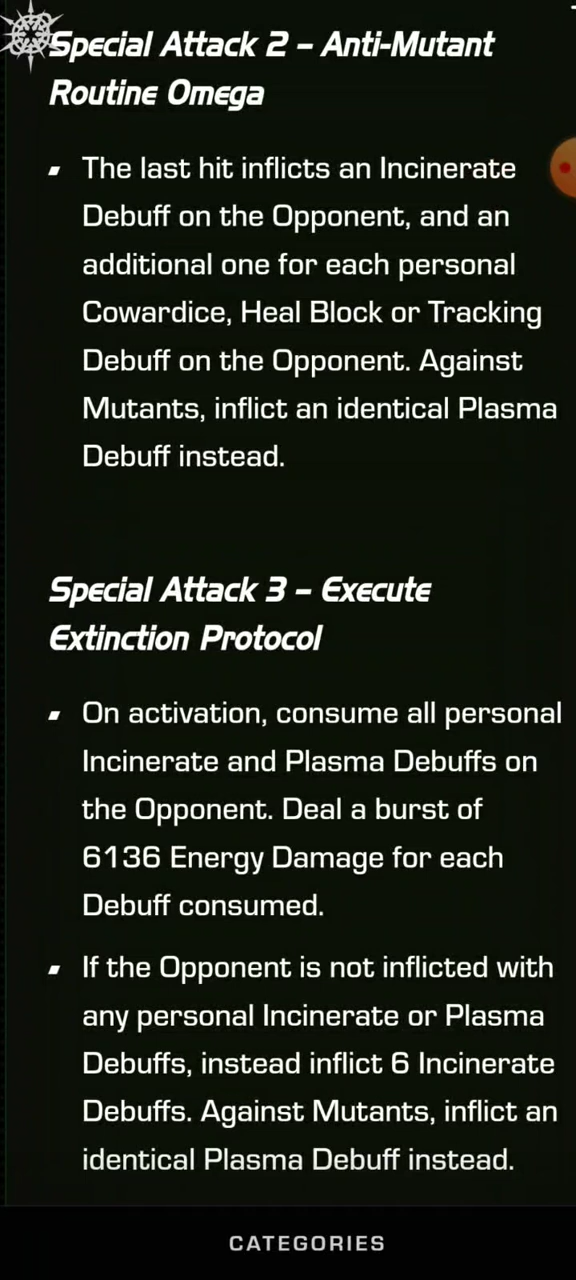 Special Attack 2 – Anti-Mutant
Routine Omega
The last hit inflicts an Incinerate
Debuff on the Opponent, and an
additional one for each personal
Cowardice, Heal Block or Tracking
Debuff on the Opponent. Against
Mutants, inflict an identical Plasma
Debuff instead.
Special Attack 3 – Execute
Extinction Protocol
On activation, consume all personal
Incinerate and Plasma Debuffs on
the Opponent. Deal a burst of
6136 Energy Damage for each
Debuff consumed.
If the Opponent is not inflicted with
any personal Incinerate or Plasma
Debuffs, instead inflict 6 Incinerate
Debuffs. Against Mutants, inflict an
identical Plasma Debuff instead.
CATEGORIES